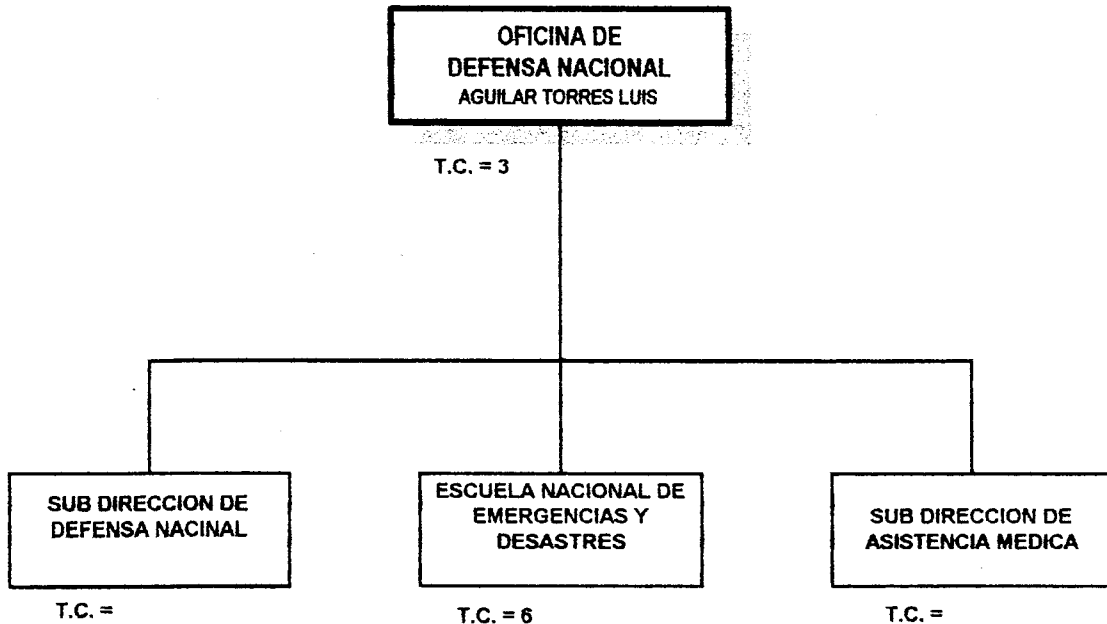 OFICINA DE
DEFENSA NACIONAL
AGUILAR TORRES LUIS
T.C. = 3
SUB DIRECCION DE
DEFENSA NACINAL
T.C. =
ESCUELA NACIONAL DE
EMERGENCIAS Y
DESASTRES
T.C. = 6
SUB DIRECCION DE
ASISTENCIA MEDICA
T.C. =